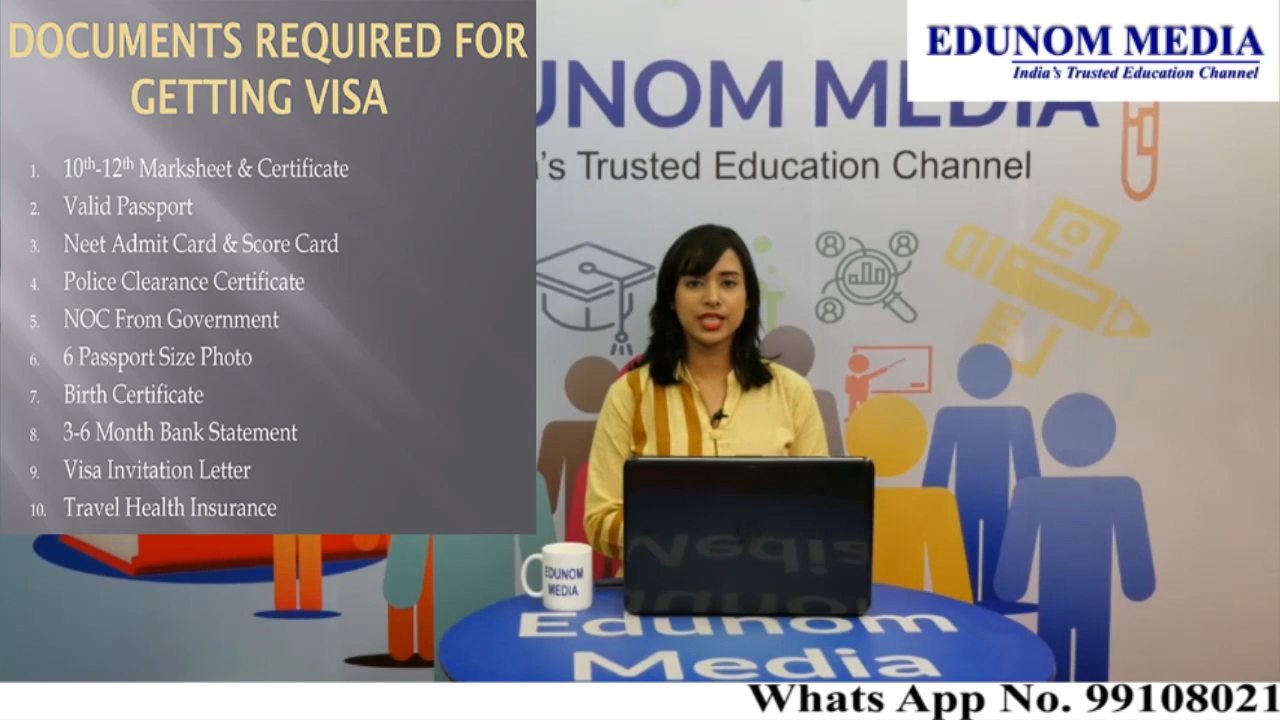 DOCUMENTS REQUIRED FOR
GETTING VISA
1. 10th-12th Marksheet & Certificate
2. Valid Passport
3. Neet Admit Card & Score Card
4. Police Clearance Certificate
5. NOC From Government
6. 6 Passport Size Photo
7. Birth Certificate
8. 3-6 Month Bank Statement
9. Visa Invitation Letter
10. Travel Health Insurance
EDUNOM MEDIA
India's Trusted Education Channel
UNOM MEDIA
's Trusted Education Channel
EDUNOM
MEDIA
Edunom
Media
Whats App No. 99108021